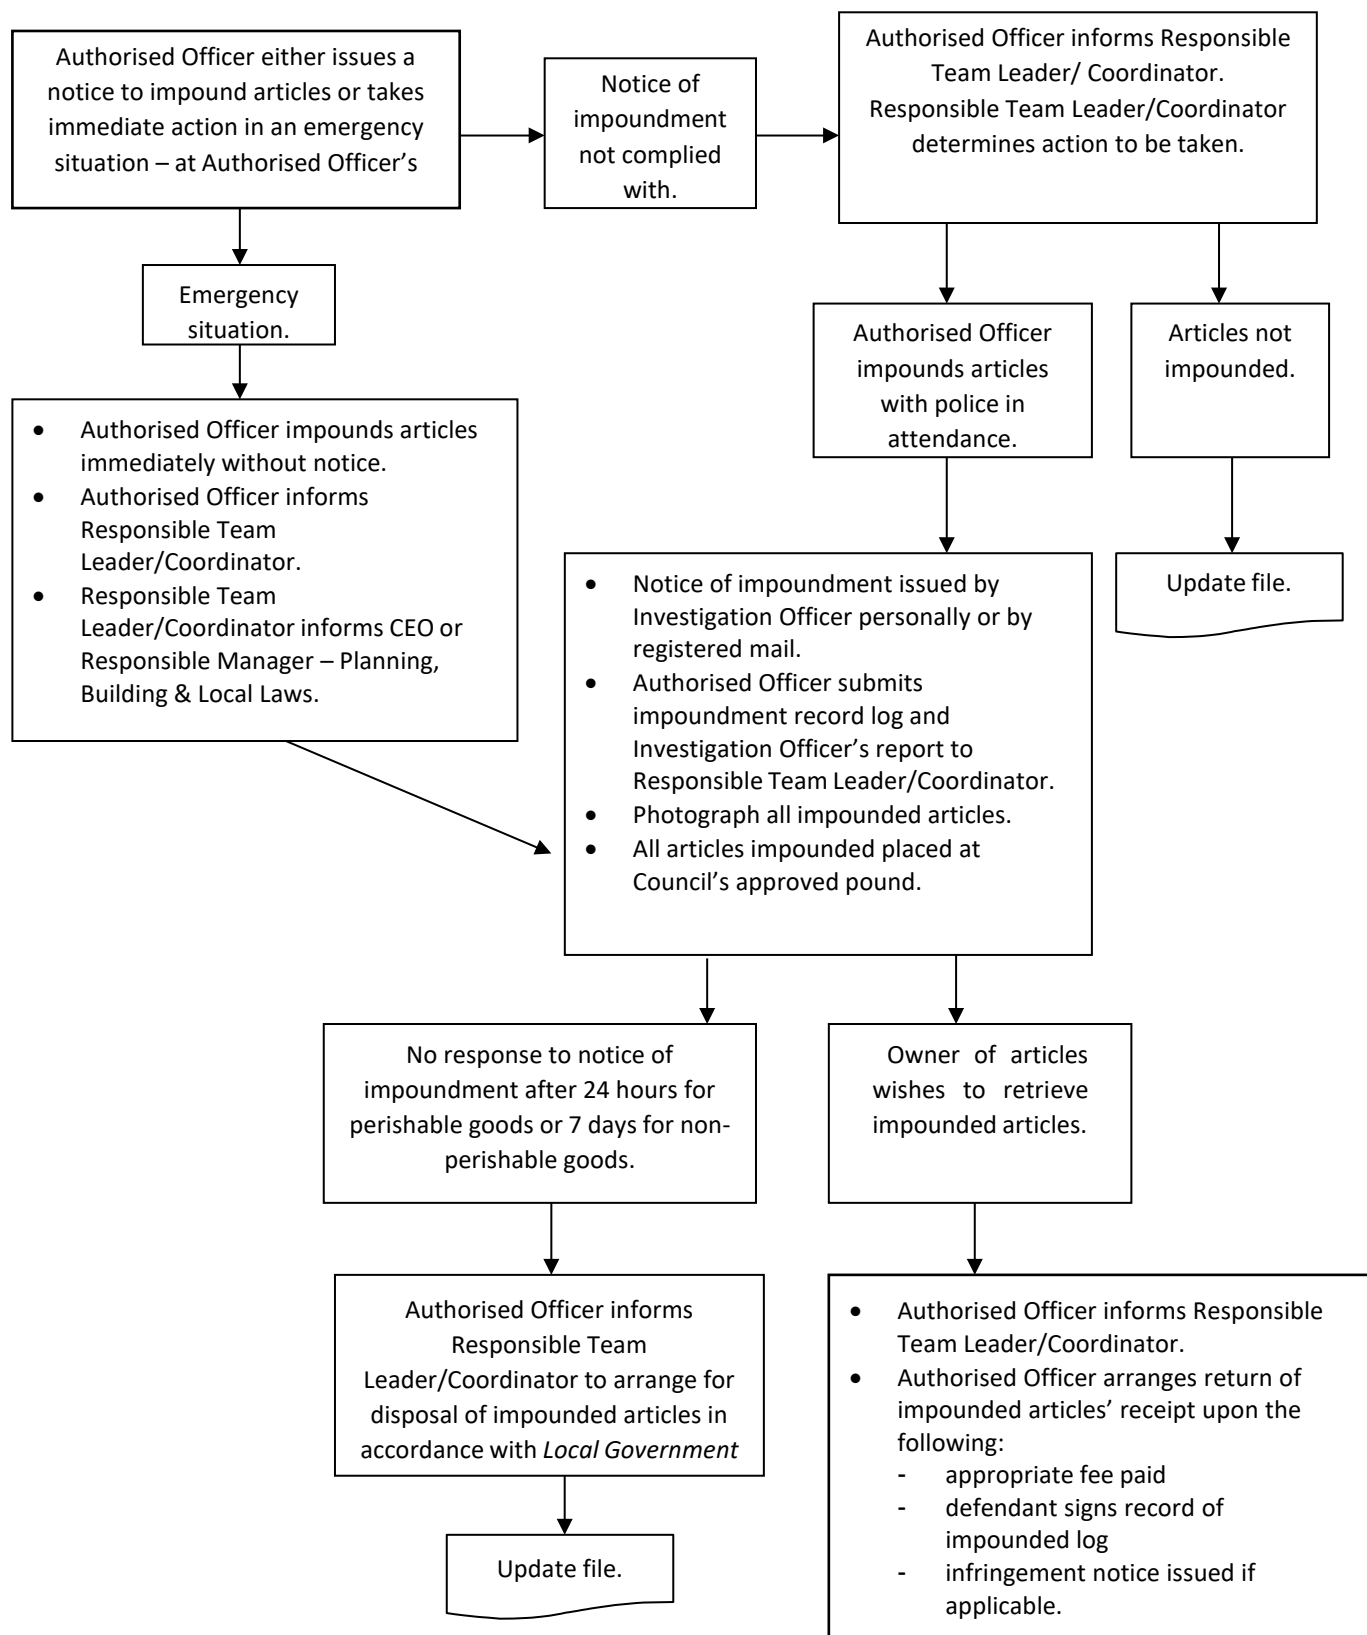 Authorised Officer either issues a
notice to impound articles or takes
immediate action in an emergency
situation – at Authorised Officer’s
Notice of
impoundment
not complied
with.
Authorised Officer informs Responsible
Team Leader/ Coordinator.
Responsible Team Leader/Coordinator
determines action to be taken.
Emergency
situation.
Authorised Officer
impounds articles
with police in
attendance.
Articles not
impounded.
• Authorised Officer impounds articles
immediately without notice.
• Authorised Officer informs
Responsible Team
Leader/Coordinator.
• Responsible Team
Leader/Coordinator informs CEO or
Responsible Manager – Planning,
Building & Local Laws.
Update file.
• Notice of impoundment issued by
Investigation Officer personally or by
registered mail.
• Authorised Officer submits
impoundment record log and
Investigation Officer’s report to
Responsible Team Leader/Coordinator.
• Photograph all impounded articles.
• All articles impounded placed at
Council’s approved pound.
No response to notice of
impoundment after 24 hours for
perishable goods or 7 days for non-
perishable goods.
Owner of articles
wishes to retrieve
impounded articles.
Authorised Officer informs
Responsible Team
Leader/Coordinator to arrange for
disposal of impounded articles in
accordance with Local Government
Update file.
• Authorised Officer informs Responsible
Team Leader/Coordinator.
• Authorised Officer arranges return of
impounded articles’ receipt upon the
following:
- appropriate fee paid
- defendant signs record of
impounded log
- infringement notice issued if
applicable.